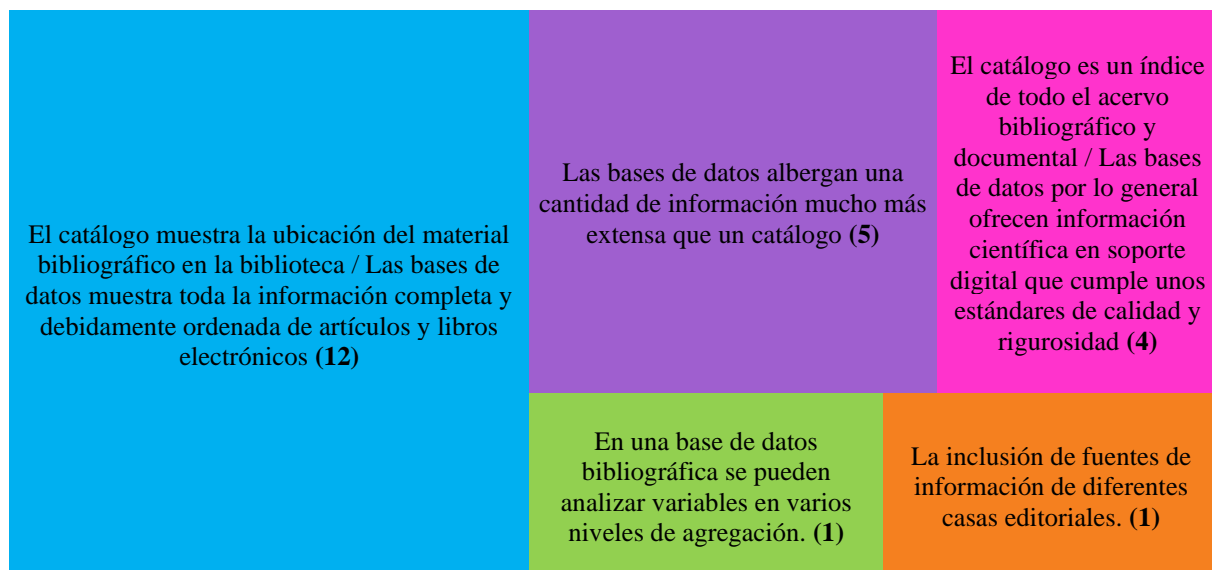 El catálogo muestra la ubicación del material
bibliográfico en la biblioteca / Las bases de
datos muestra toda la información completa y
debidamente ordenada de artículos y libros
electrónicos (12)
Las bases de datos albergan una
cantidad de información mucho más
extensa que un catálogo (5)
El catálogo es un índice
de todo el acervo
bibliográfico y
documental / Las bases
de datos por lo general
ofrecen información
científica en soporte
digital que cumple unos
estándares de calidad y
rigurosidad (4)
En una base de datos
bibliográfica se pueden
analizar variables en varios
niveles de agregación. (1)
La inclusión de fuentes de
información de diferentes
casas editoriales. (1)